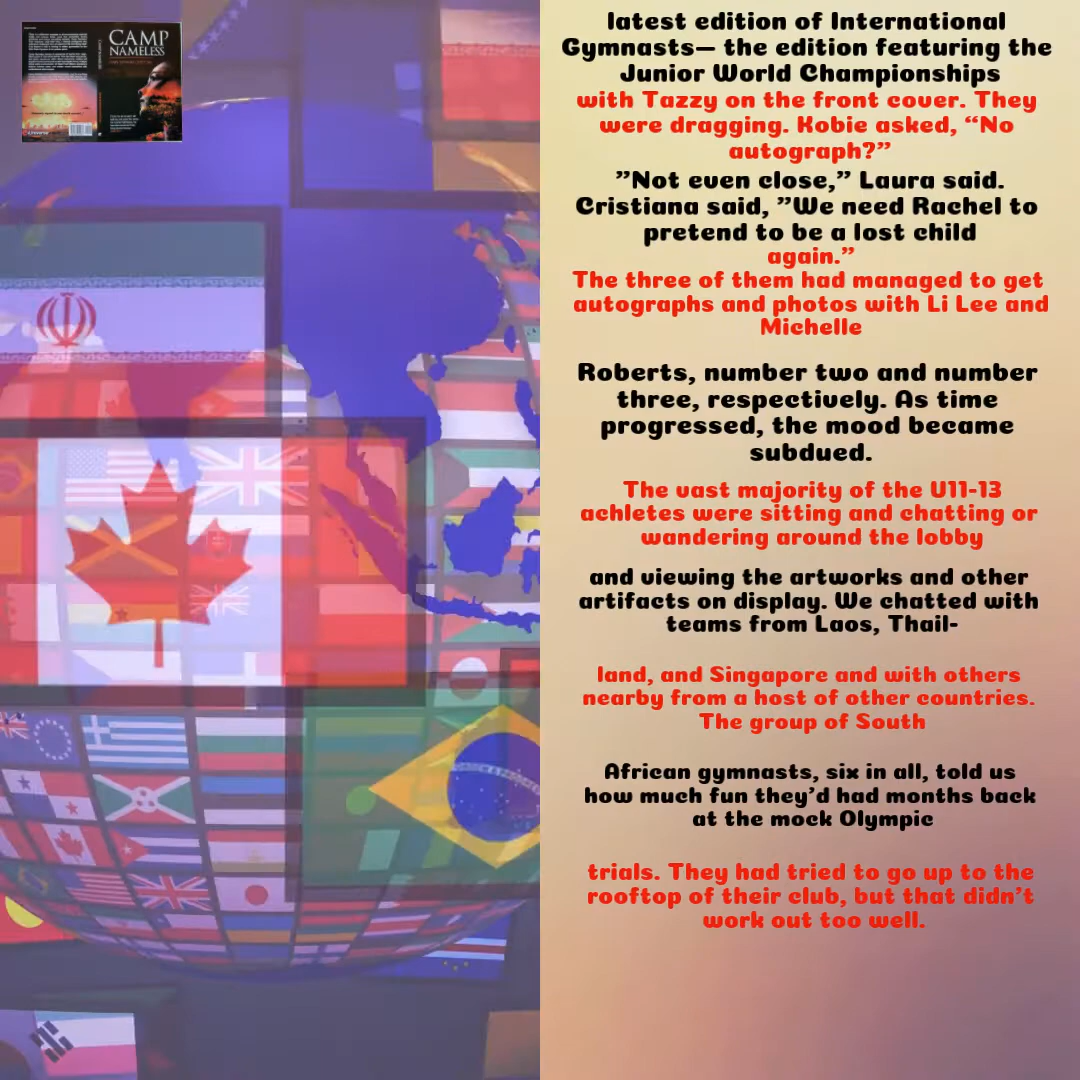 CAMP
NAMELESS
latest edition of International
Gymnasts— the edition featuring the
Junior World Championships
with Tazzy on the front cover. They
were dragging. Kobie asked, “No
autograph?”
”Not even close,” Laura said.
Cristiana said, ”We need Rachel to
pretend to be a lost child
again.”
The three of them had managed to get
autographs and photos with Li Lee and
Michelle
Roberts, number two and number
three, respectively. As time
progressed, the mood became
subdued.
The vast majority of the U11-13
achletes were sitting and chatting or
wandering around the lobby
and viewing the artworks and other
artifacts on display. We chatted with
teams from Laos, Thail-
land, and Singapore and with others
nearby from a host of other countries.
The group of South
African gymnasts, six in all, told us
how much fun they’d had months back
at the mock Olympic
trials. They had tried to go up to the
rooftop of their club, but that didn’t
work out too well.